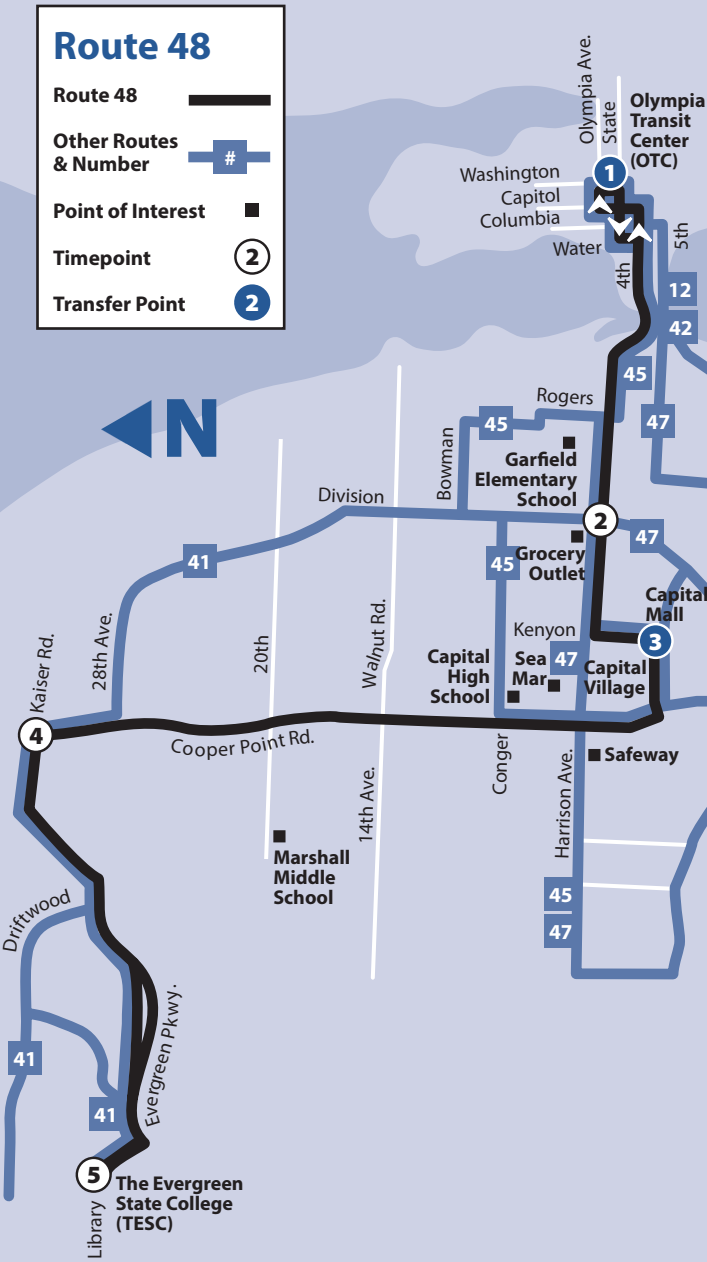 Route 48
Route 48
Other Routes
& Number
#
Point of Interest
Timepoint
2
Transfer Point
2
N
Olympia Ave.
State
Olympia
Transit
Center
(OTC)
1
Washington
Capitol
Columbia
Water
4th
5th
12
42
45
47
Rogers
45
Bowman
Garfield
Elementary
School
Division
2
47
41
45
Grocery
Outlet
Capital
Mall
3
Kenyon
47
Capital
High
School
Sea
Mar
Capital
Village
Kaiser Rd.
28th Ave.
20th
Walnut Rd.
4
Cooper Point Rd.
Conger
Harrison Ave.
Safeway
14th Ave.
Marshall
Middle
School
45
47
Driftwood
Evergreen Pkwy.
41
41
5
The Evergreen
State College
(TESC)
Library